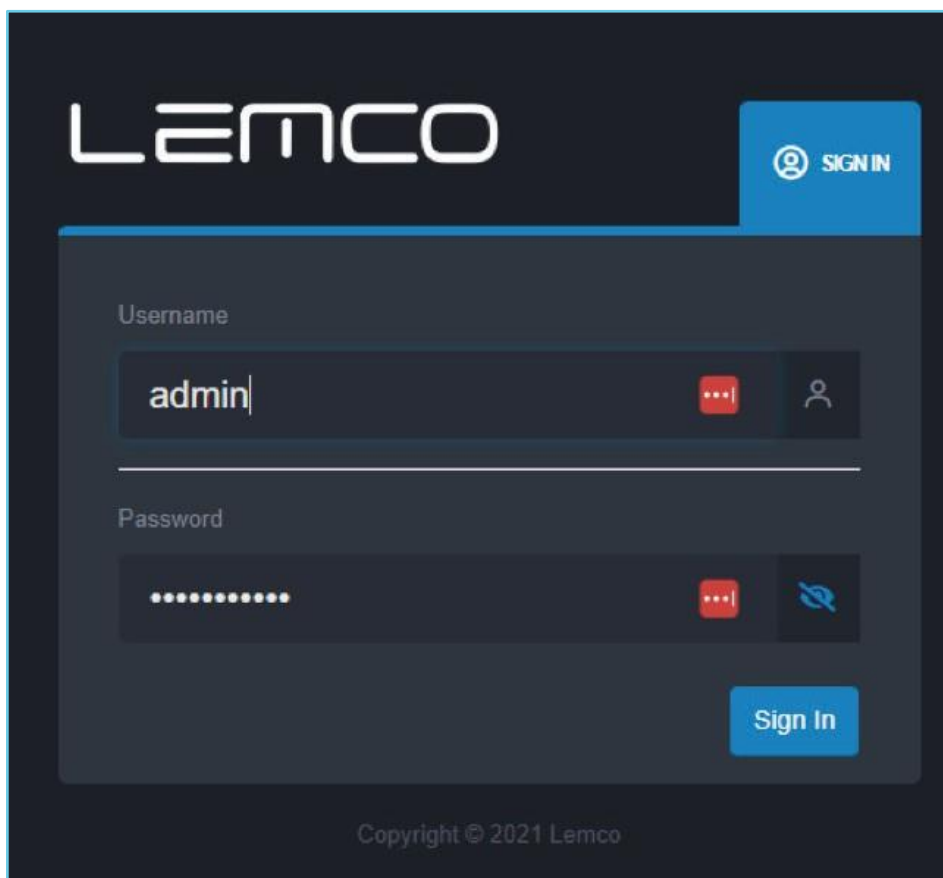 LEMCO
SIGN IN
Username
admin
Password
•••••••••••
Sign In
Copyright © 2021 Lemco